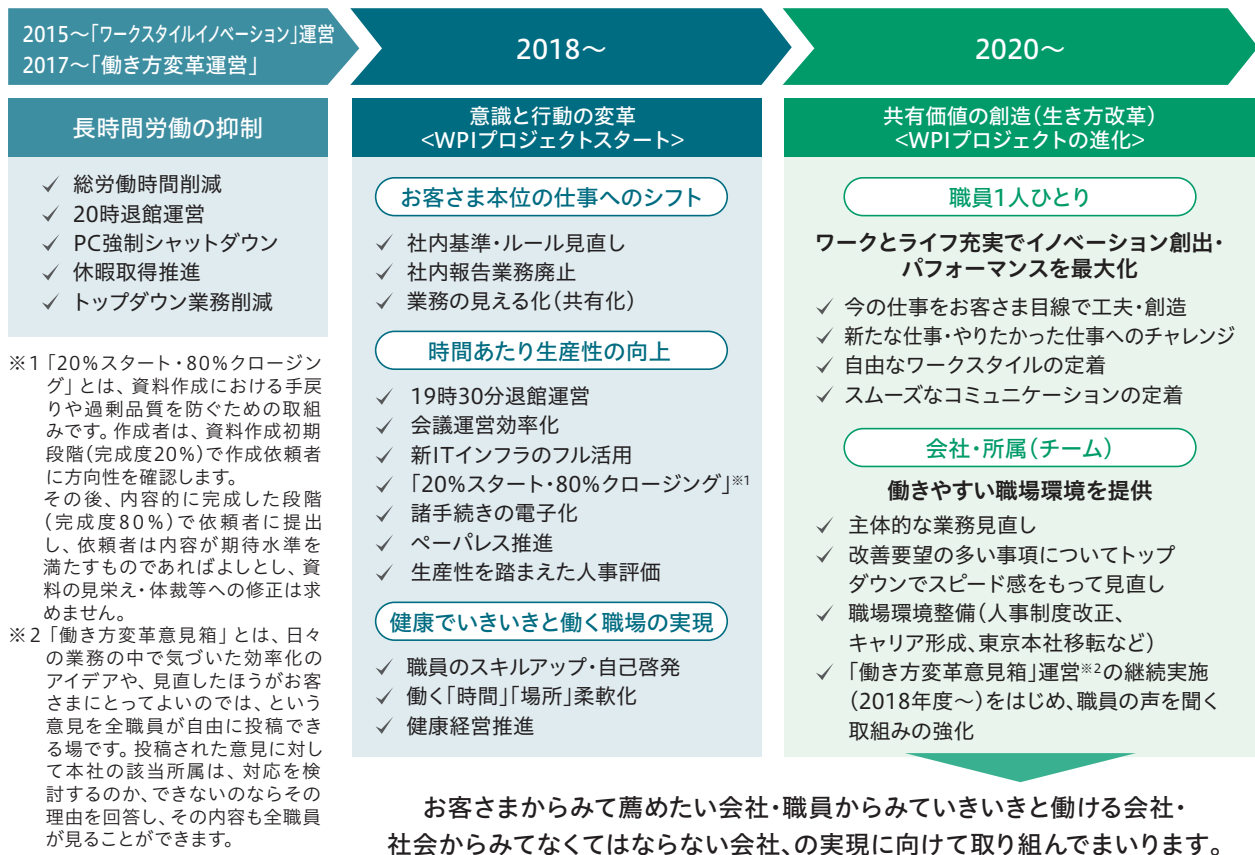 2015～「ワークスタイルイノベーション」運営
2017～「働き方変革運営」
長時間労働の抑制
✓ 総労働時間削減
✓ 20時退館運営
✓ PC強制シャットダウン
✓ 休暇取得推進
✓ トップダウン業務削減
※1「20%スタート・80%クロージン
グ」とは、資料作成における手戻
りや過剰品質を防ぐための取組
みです。作成者は、資料作成初期
段階(完成度20%)で作成依頼者
に方向性を確認します。
その後、内容的に完成した段階
(完成度80%)で依頼者に提出
し、依頼者は内容が期待水準を
満たすものであればよしとし、資
料の見栄え・体裁等への修正は求
めません。
※2「働き方変革意見箱」とは、日々
の業務の中で気づいた効率化の
アイデアや、見直したほうがお客
さまにとってよいのでは、という
意見を全職員が自由に投稿でき
る場です。投稿された意見に対し
て本社の該当所属は、対応を検
討するのか、できないのならその
理由を回答し、その内容も全職員
が見ることができます。
2018～
意識と行動の変革
<WPIプロジェクトスタート>
お客さま本位の仕事へのシフト
✓ 社内基準・ルール見直し
✓ 社内報告業務廃止
✓ 業務の見える化(共有化)
時間あたり生産性の向上
✓ 19時30分退館運営
✓ 会議運営効率化
✓ 新ITインフラのフル活用
✓ 「20%スタート・80%クロージング」※1
✓ 諸手続きの電子化
✓ ペーパレス推進
✓ 生産性を踏まえた人事評価
健康でいきいきと働く職場の実現
✓ 職員のスキルアップ・自己啓発
✓ 働く「時間」「場所」柔軟化
✓ 健康経営推進
2020～
共有価値の創造(生き方改革)
<WPIプロジェクトの進化>
職員1人ひとり
ワークとライフ充実でイノベーション創出・
パフォーマンスを最大化
✓ 今の仕事をお客さま目線で工夫・創造
✓ 新たな仕事・やりたかった仕事へのチャレンジ
✓ 自由なワークスタイルの定着
✓ スムーズなコミュニケーションの定着
会社・所属(チーム)
働きやすい職場環境を提供
✓ 主体的な業務見直し
✓ 改善要望の多い事項についてトップ
ダウンでスピード感をもって見直し
✓ 職場環境整備(人事制度改正、
キャリア形成、東京本社移転など)
✓ 「働き方変革意見箱」運営※2の継続実施
(2018年度～)をはじめ、職員の声を聞く
取組みの強化
お客さまからみて薦めたい会社・職員からみていきいきと働ける会社・
社会からみてなくてはならない会社、の実現に向けて取り組んでまいります。